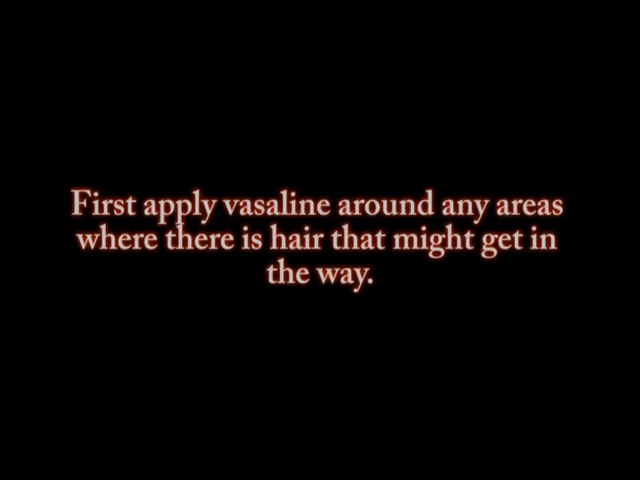 First apply vasaline around any areas
where there is hair that might get in
the way.